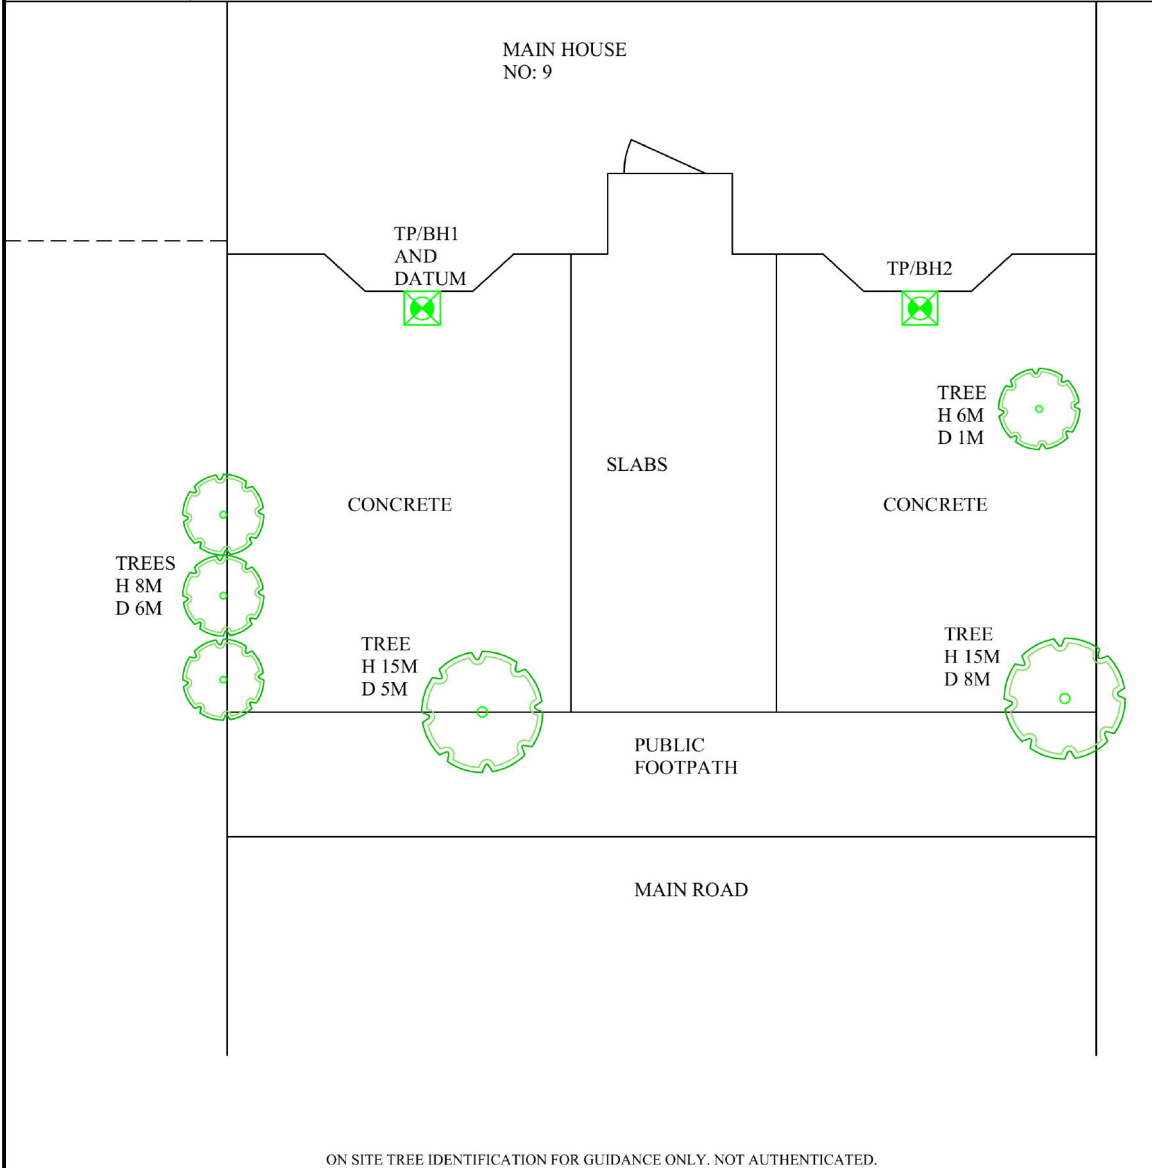 MAIN HOUSE
NO: 9
TP/BH1
AND
DATUM
TP/BH2
TREE
H 6M
D 1M
SLABS
CONCRETE
CONCRETE
TREES
H 8M
D 6M
TREE
H 15M
D 5M
TREE
H 15M
D 8M
PUBLIC
FOOTPATH
MAIN ROAD
ON SITE TREE IDENTIFICATION FOR GUIDANCE ONLY. NOT AUTHENTICATED.